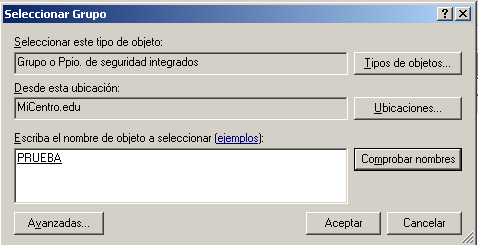 Seleccionar Grupo
Seleccionar este tipo de objeto:
Grupo o Ppio. de seguridad integrados
Tipos de objetos...
Desde esta ubicación:
MiCentro.edu
Ubicaciones...
Escriba el nombre de objeto a seleccionar (ejemplos):
PRUEBA
Comprobar nombres
Avanzadas...
Aceptar
Cancelar